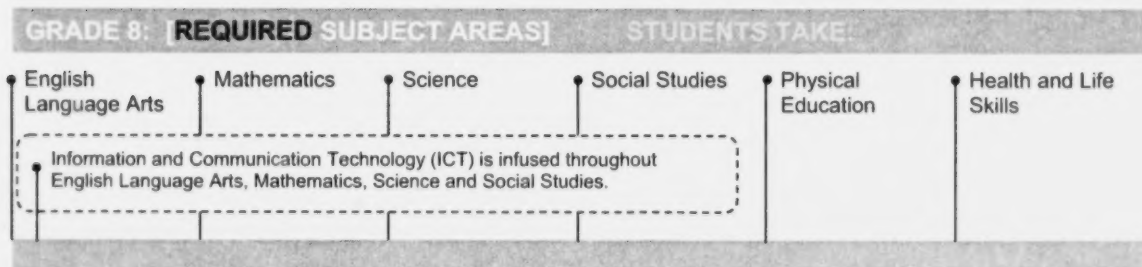 GRADE 8: [REQUIRED SUBJECT AREAS] STUDENTS TAKE:
English
Language Arts
Mathematics
Science
Social Studies
Physical
Education
Health and Life
Skills
Information and Communication Technology (ICT) is infused throughout
English Language Arts, Mathematics, Science and Social Studies.